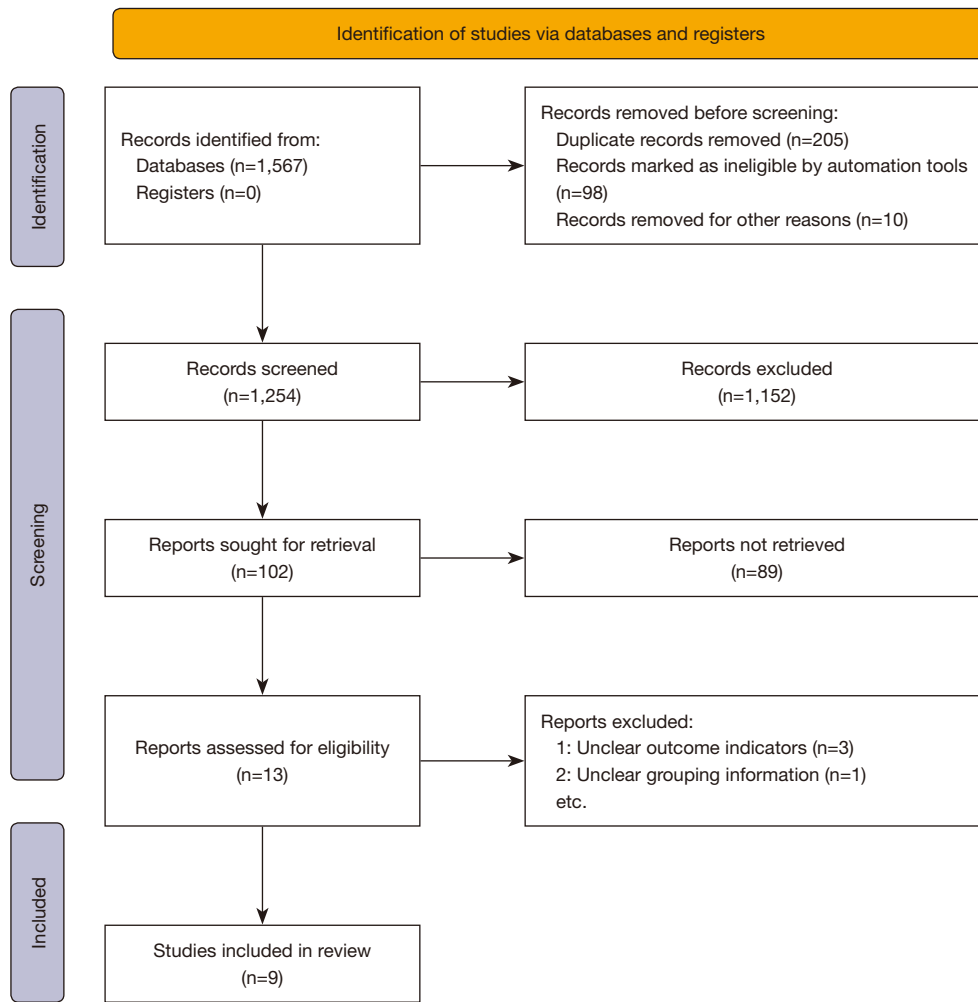 Identification of studies via databases and registers
Identification
Records identified from:
Databases (n=1,567)
Registers (n=0)
Records removed before screening:
Duplicate records removed (n=205)
Records marked as ineligible by automation tools
(n=98)
Records removed for other reasons (n=10)
Screening
Records screened
(n=1,254)
Records excluded
(n=1,152)
Reports sought for retrieval
(n=102)
Reports not retrieved
(n=89)
Reports assessed for eligibility
(n=13)
Reports excluded:
1: Unclear outcome indicators (n=3)
2: Unclear grouping information (n=1)
etc.
Included
Studies included in review
(n=9)